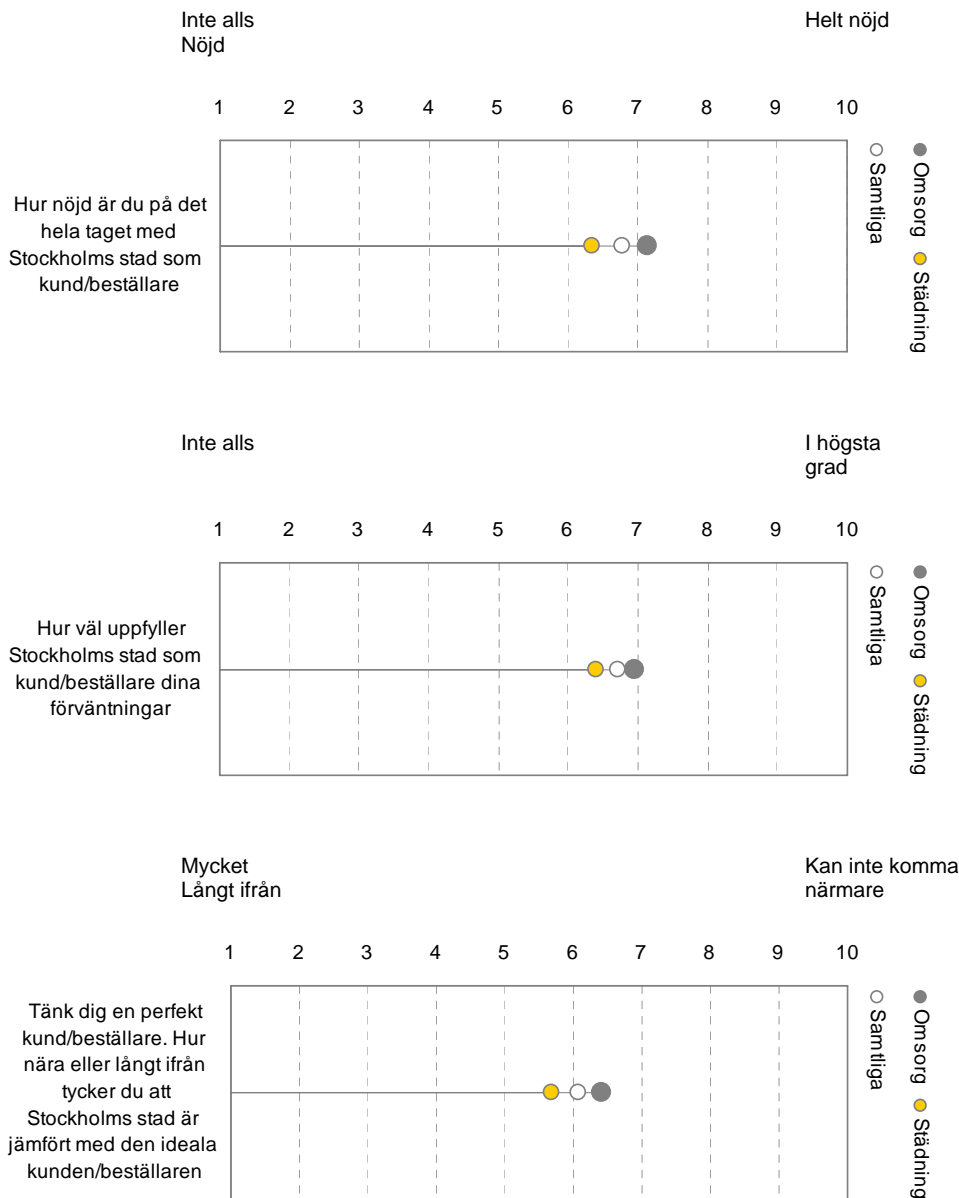 Inte alls
Nöjd
Helt nöjd
1 2 3 4 5 6 7 8 9 10
Hur nöjd är du på det
hela taget med
Stockholms stad som
kund/beställare
Samtliga
Omsorg
Städning
Inte alls
I högsta
grad
1 2 3 4 5 6 7 8 9 10
Hur väl uppfyller
Stockholms stad som
kund/beställare dina
förväntningar
Samtliga
Omsorg
Städning
Mycket
Långt ifrån
Kan inte komma
närmare
1 2 3 4 5 6 7 8 9 10
Tänk dig en perfekt
kund/beställare. Hur
nära eller långt ifrån
tycker du att
Stockholms stad är
jämfört med den ideala
kunden/beställaren
Samtliga
Omsorg
Städning